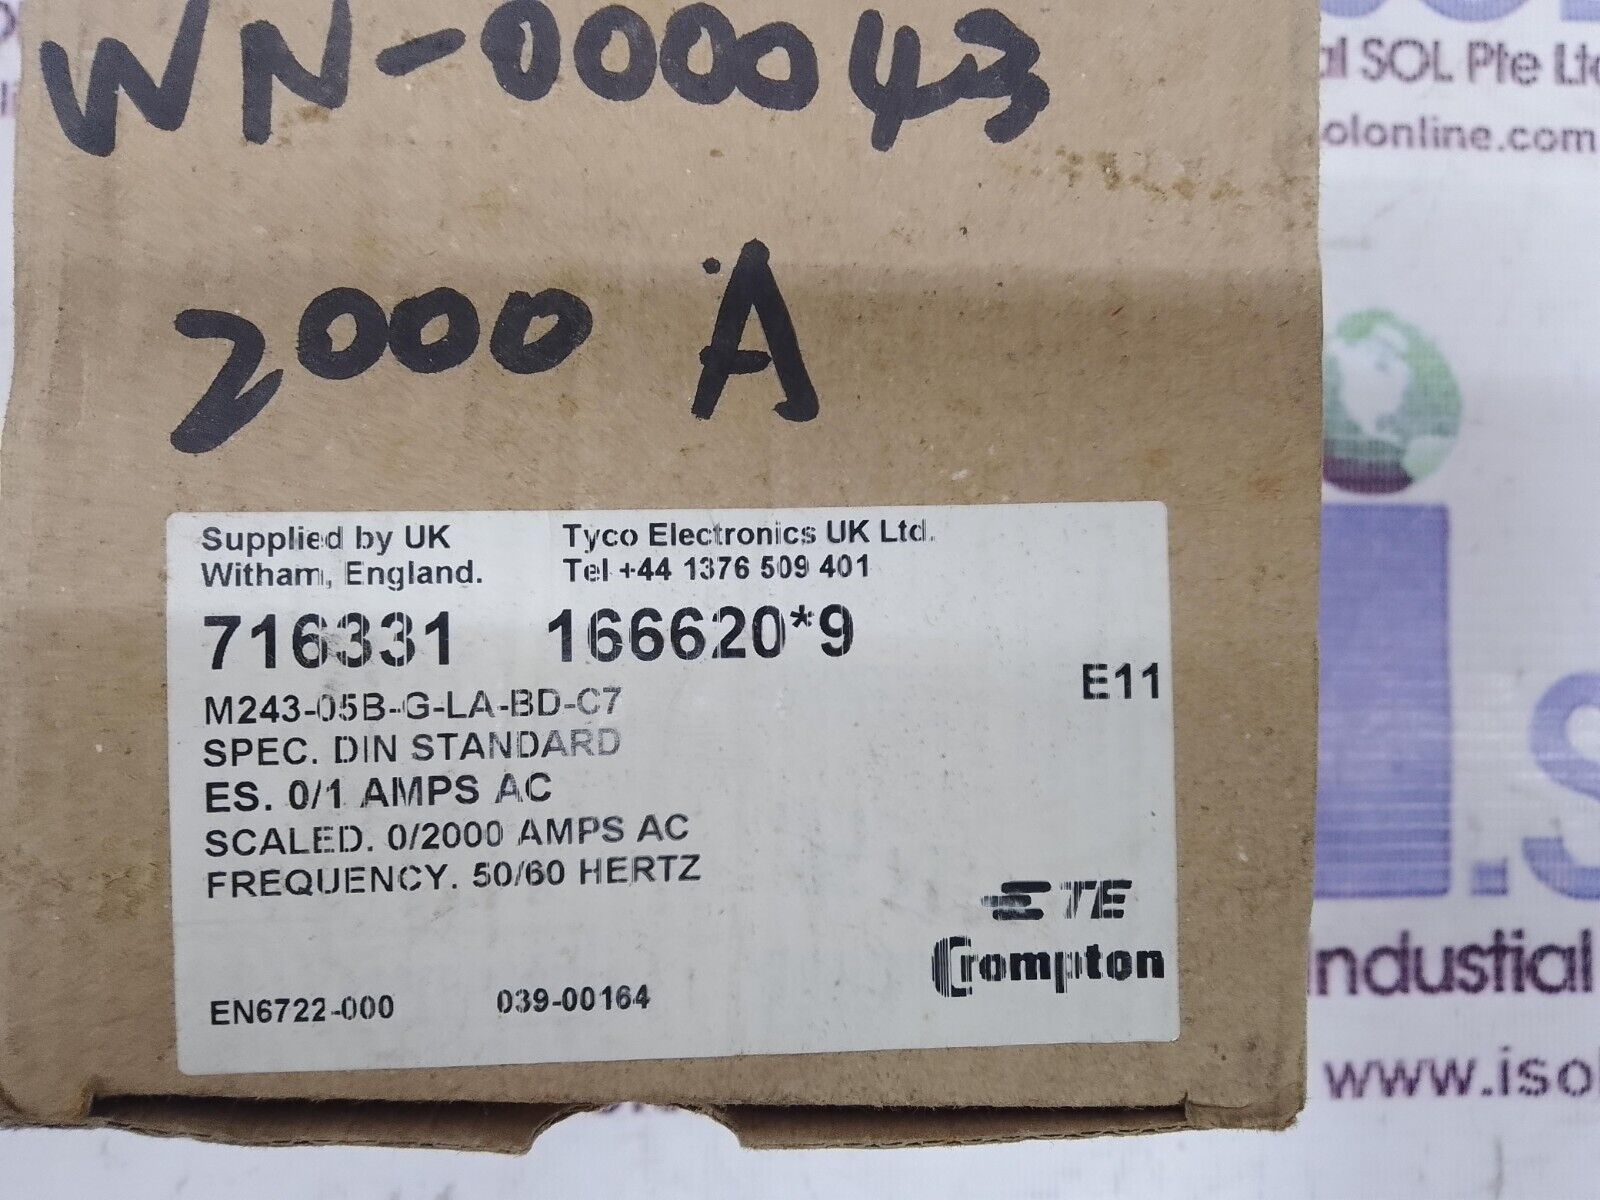 WN-000043
al SOL Pte Ltd
solonline.com
2000 A
Supplied by UK
Witham, England.
Tyco Electronics UK Ltd.
Tel +44 1376 509 401
716331 166620*9
E11
M243-05B-G-LA-BD-C7
SPEC. DIN STANDARD
ES. 0/1 AMPS AC
SCALED. 0/2000 AMPS AC
FREQUENCY. 50/60 HERTZ
TE
Crompton
EN6722-000 039-00164
i.s
industial
www.isol